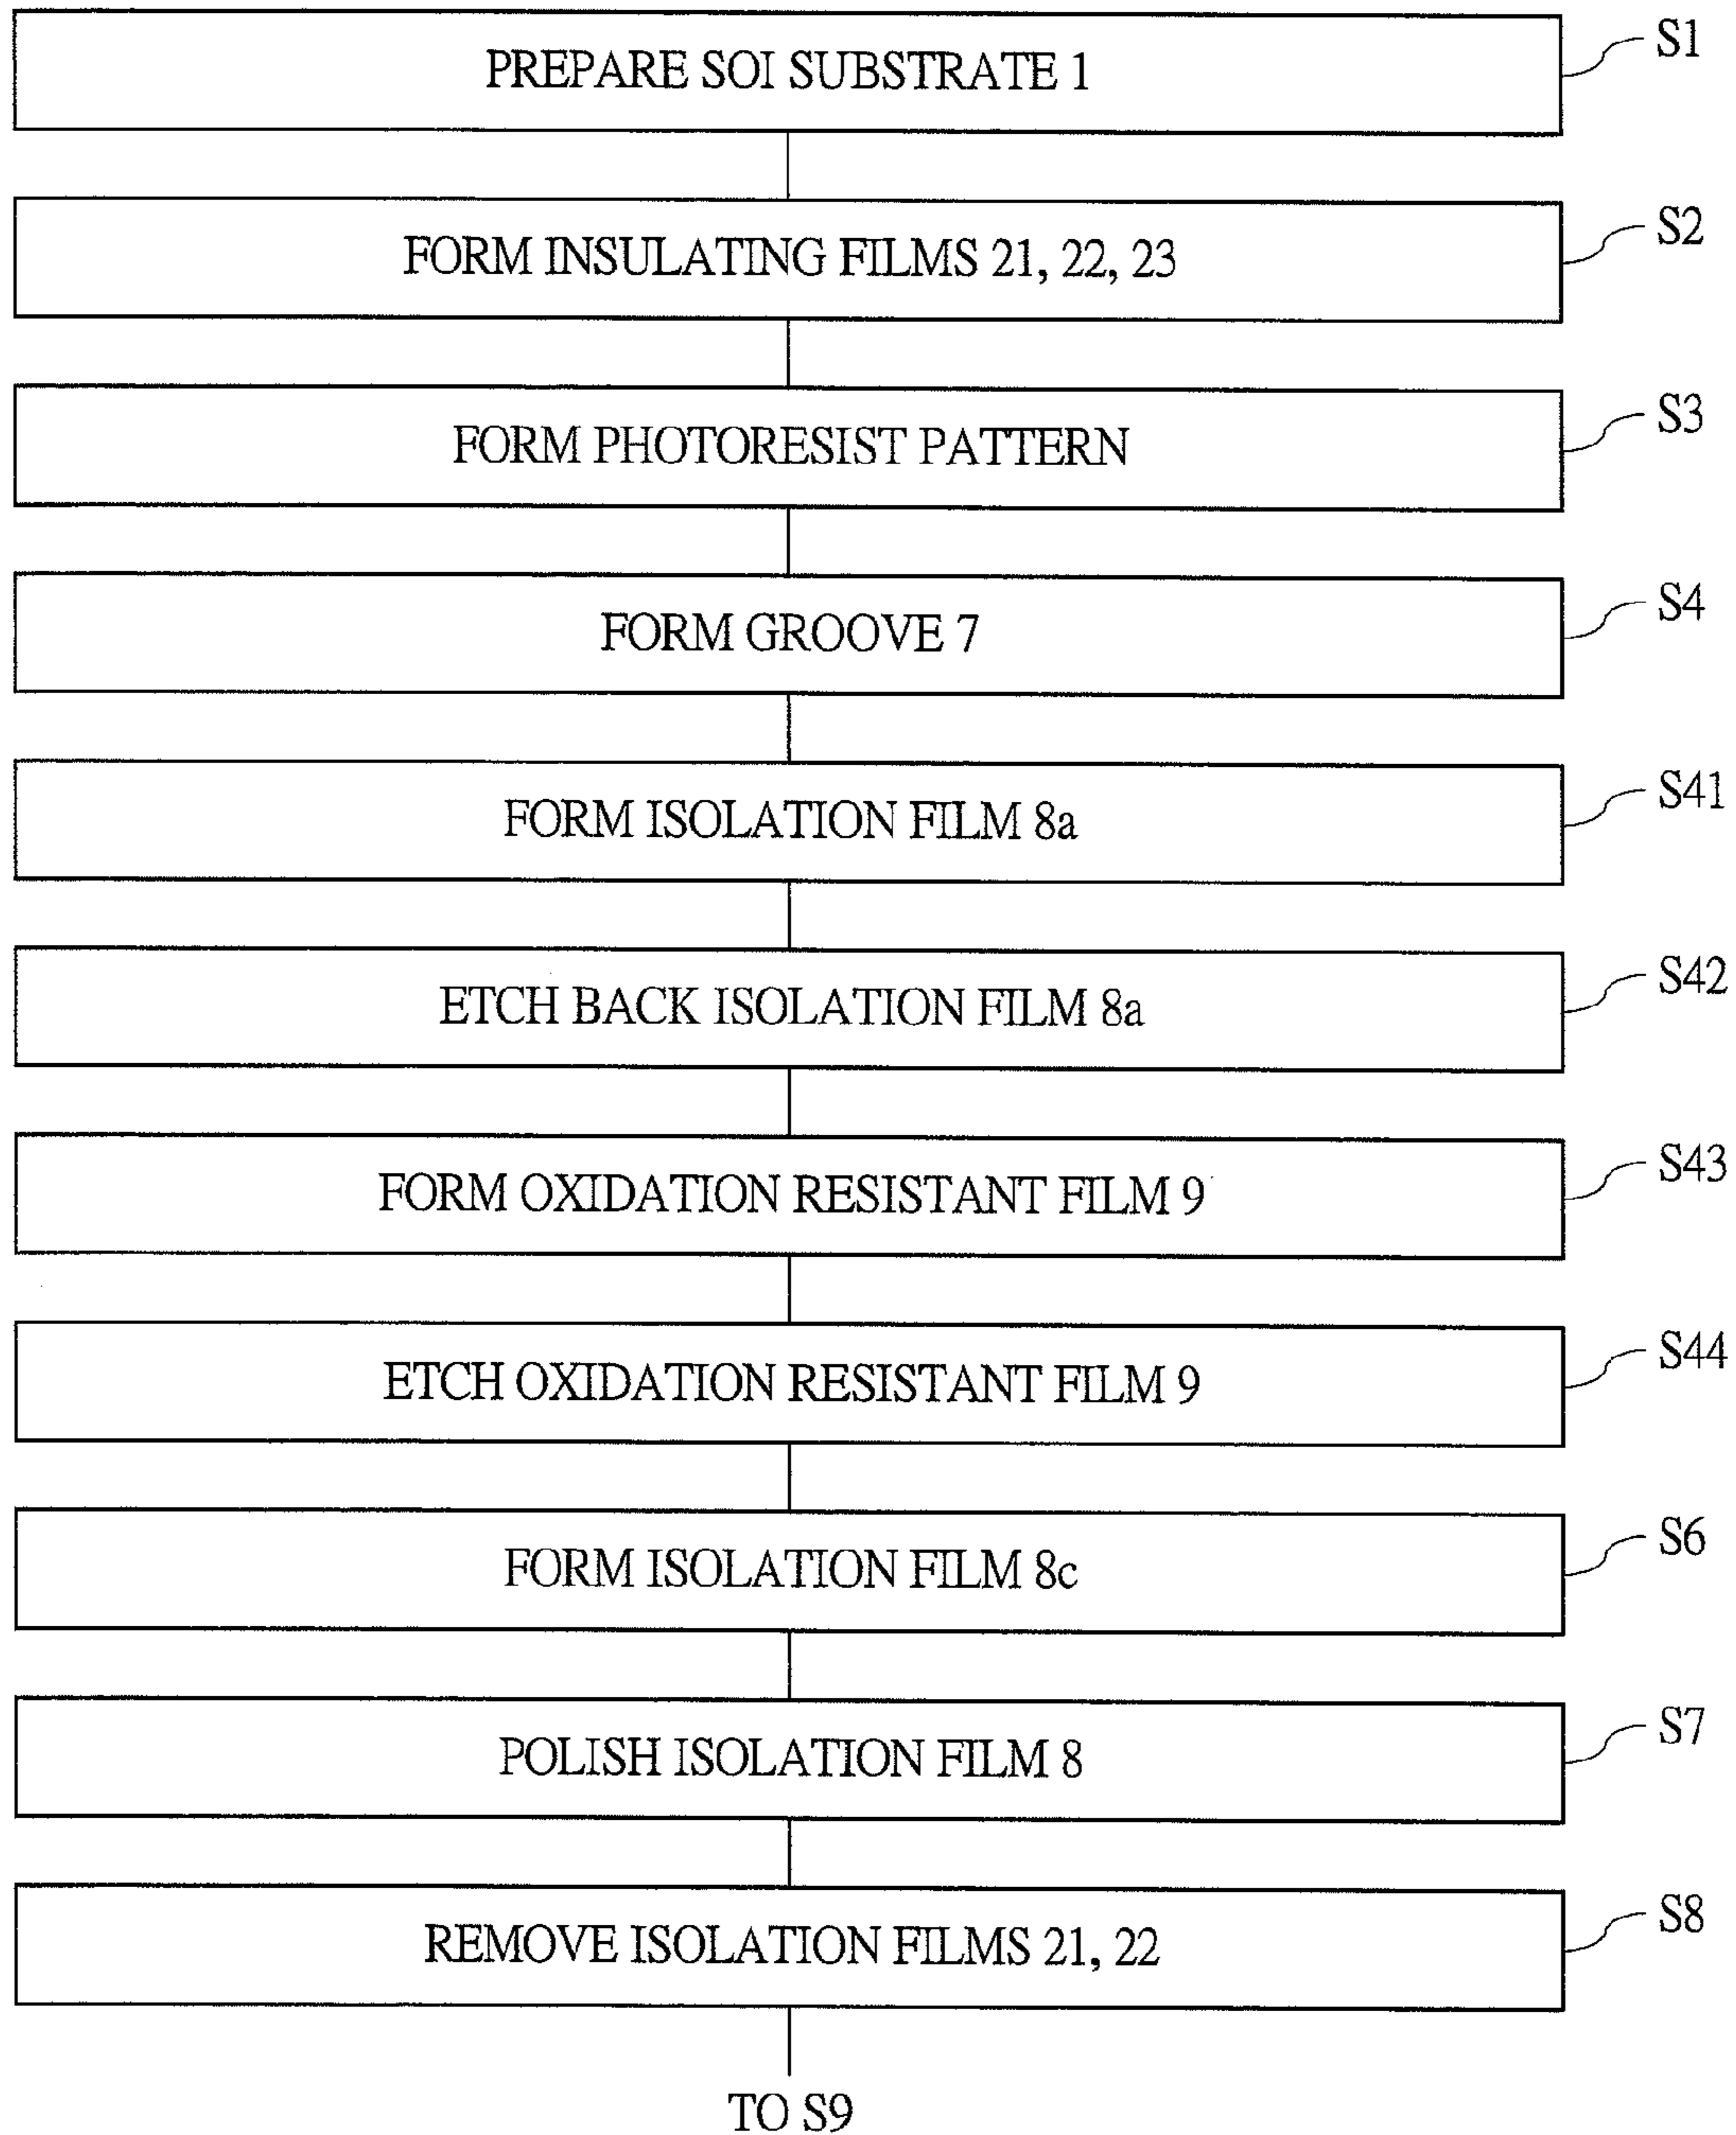 PREPARE SOI SUBSTRATE 1 S1
FORM INSULATING FILMS 21, 22, 23 S2
FORM PHOTORESIST PATTERN S3
FORM GROOVE 7 S4
FORM ISOLATION FILM 8a S41
ETCH BACK ISOLATION FILM 8a S42
FORM OXIDATION RESISTANT FILM 9 S43
ETCH OXIDATION RESISTANT FILM 9 S44
FORM ISOLATION FILM 8c S6
POLISH ISOLATION FILM 8 S7
REMOVE ISOLATION FILMS 21, 22 S8
TO S9